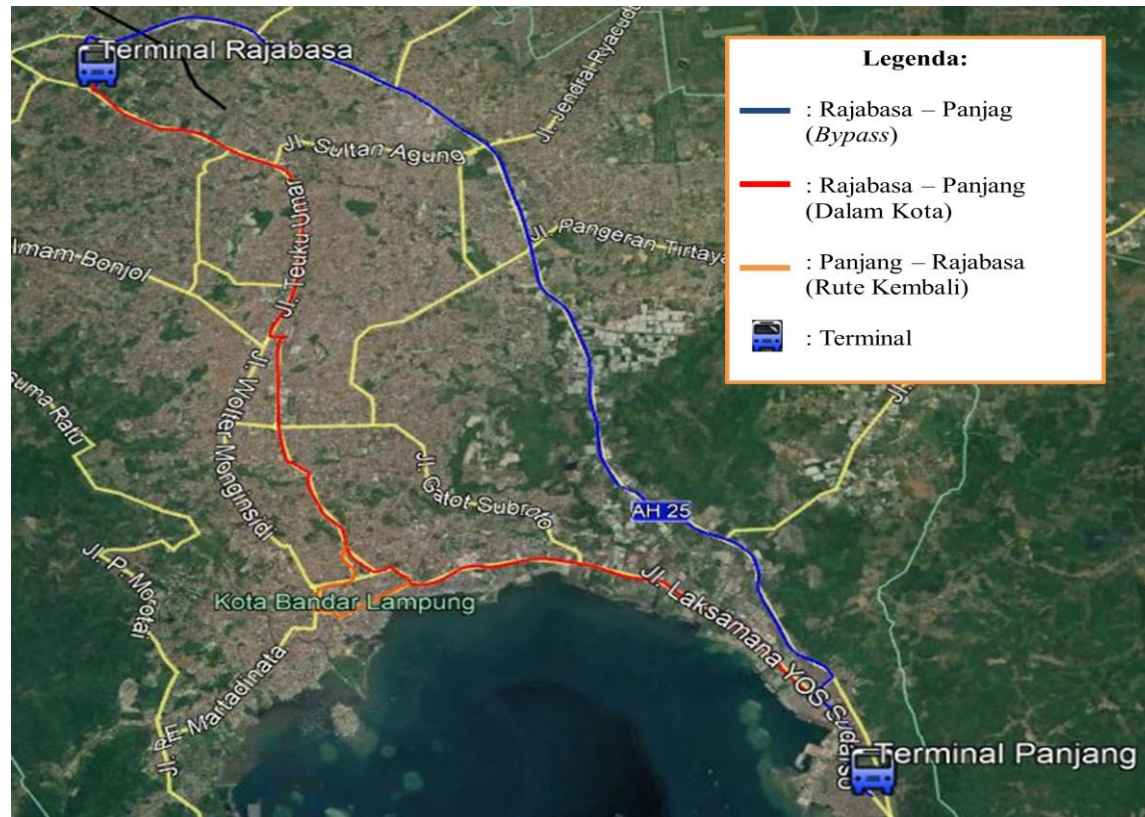 Terminal Rajabasa
Legenda:
: Rajabasa – Panjag
(Bypass)
: Rajabasa – Panjang
(Dalam Kota)
: Panjang – Rajabasa
(Rute Kembali)
: Terminal
Jl. Jendral Ryacudu
Jl. Sultan Agung
Jl. Teuku Umar
Jl. Pangeran Tirtaya
Imam Bonjol
Jl. Wolter Monginsidi
Jl. Gatot Subroto
AH 25
Jl. P. Morotai
Kota Bandar Lampung
Jl. Laksamana YOS Sudarso
Jl. RE. Martadinata
Terminal Panjang